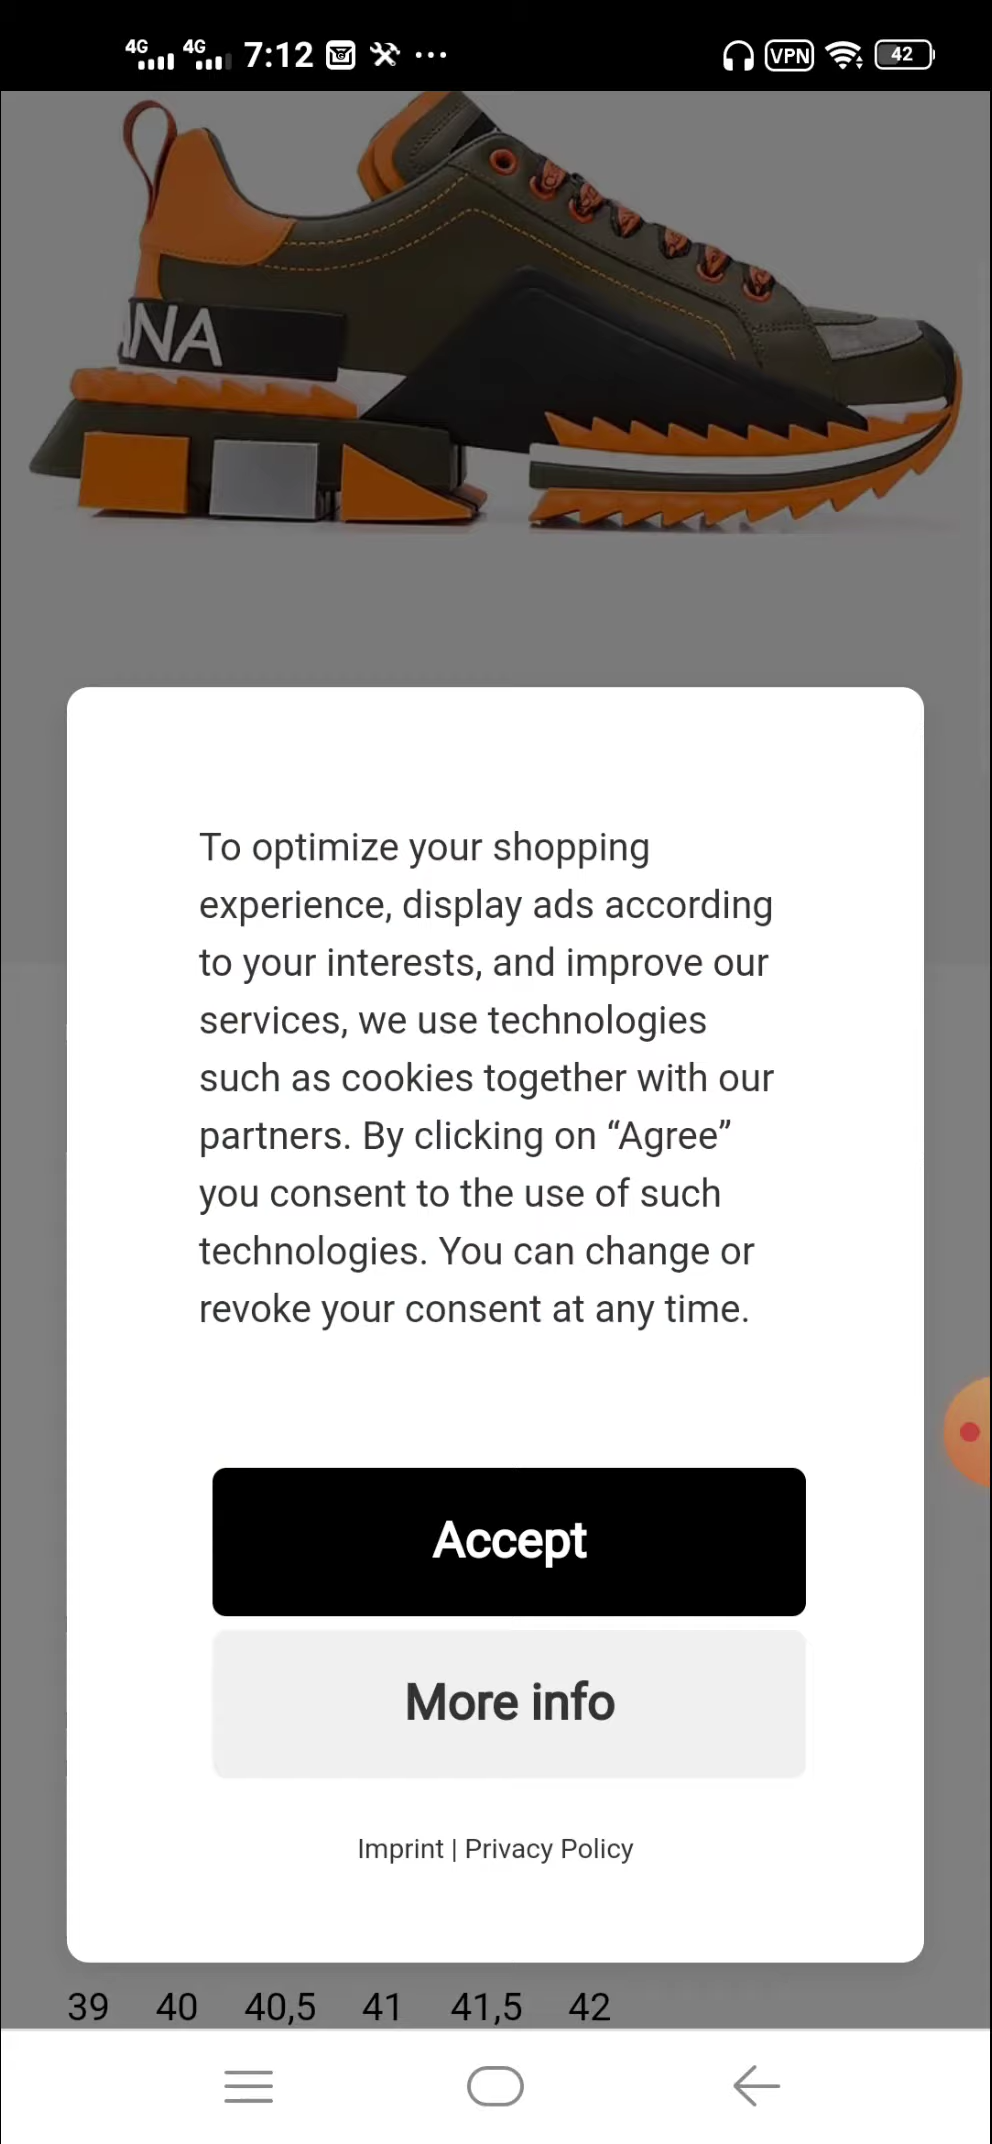 4G 4G 7:12 VPN 42
ANA
To optimize your shopping
experience, display ads according
to your interests, and improve our
services, we use technologies
such as cookies together with our
partners. By clicking on “Agree”
you consent to the use of such
technologies. You can change or
revoke your consent at any time.
Accept
More info
Imprint | Privacy Policy
39 40 40,5 41 41,5 42